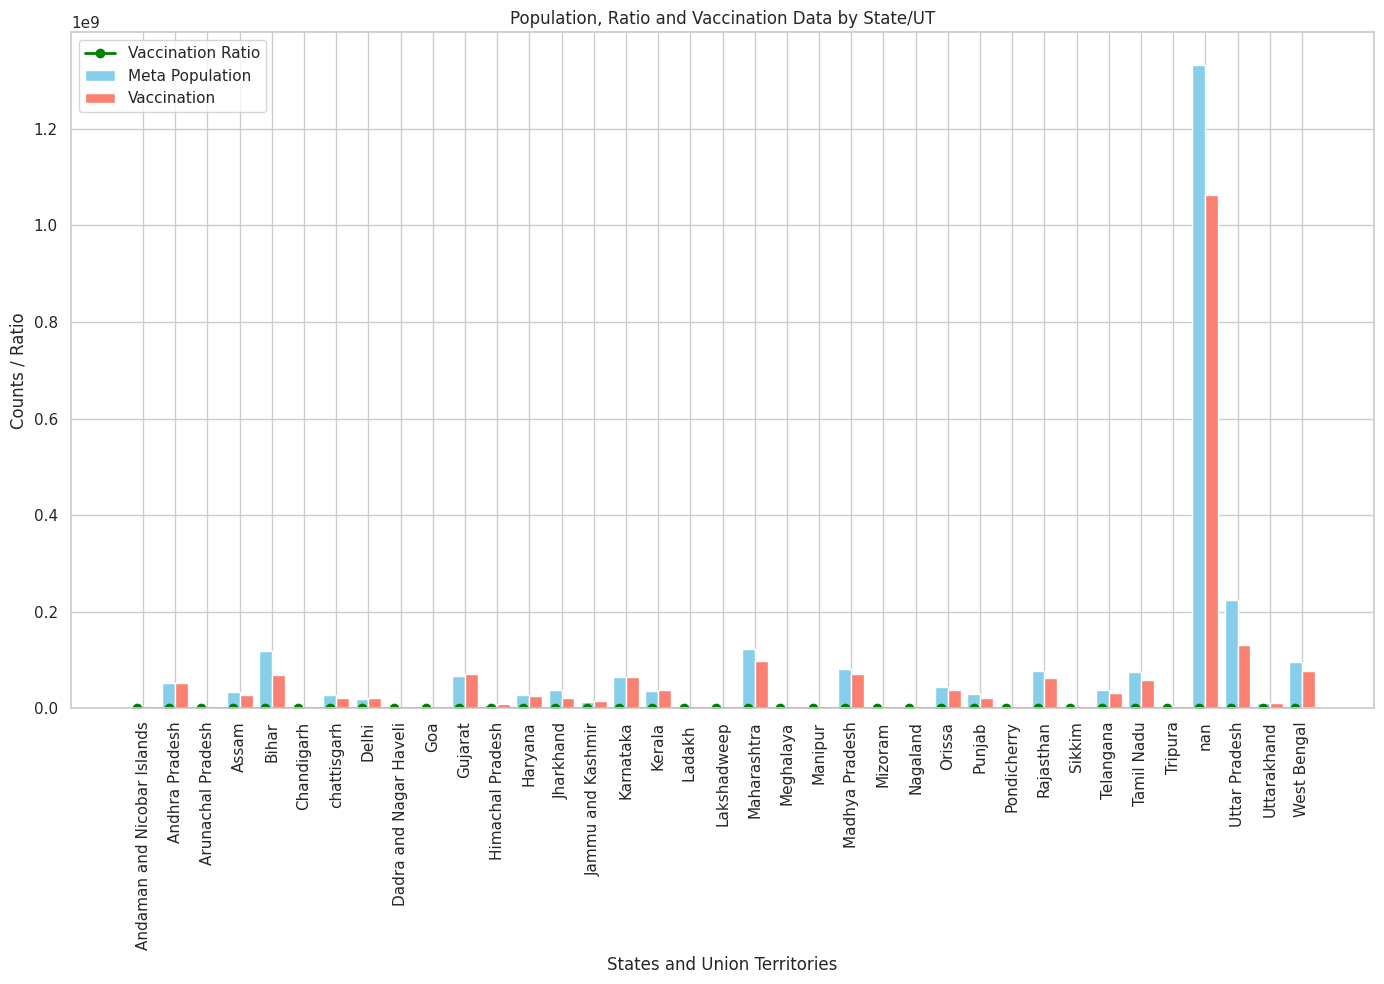 Population, Ratio and Vaccination Data by State/UT
1e9
Vaccination Ratio
Meta Population
Vaccination
1.2
1.0
0.8
0.6
0.4
0.2
0.0
Counts / Ratio
Andaman and Nicobar Islands
Andhra Pradesh
Arunachal Pradesh
Assam
Bihar
Chandigarh
chattisgarh
Delhi
Dadra and Nagar Haveli
Goa
Gujarat
Himachal Pradesh
Haryana
Jharkhand
Jammu and Kashmir
Karnataka
Kerala
Ladakh
Lakshadweep
Maharashtra
Meghalaya
Manipur
Madhya Pradesh
Mizoram
Nagaland
Orissa
Punjab
Pondicherry
Rajasthan
Sikkim
Telangana
Tamil Nadu
Tripura
nan
Uttar Pradesh
Uttarakhand
West Bengal
States and Union Territories